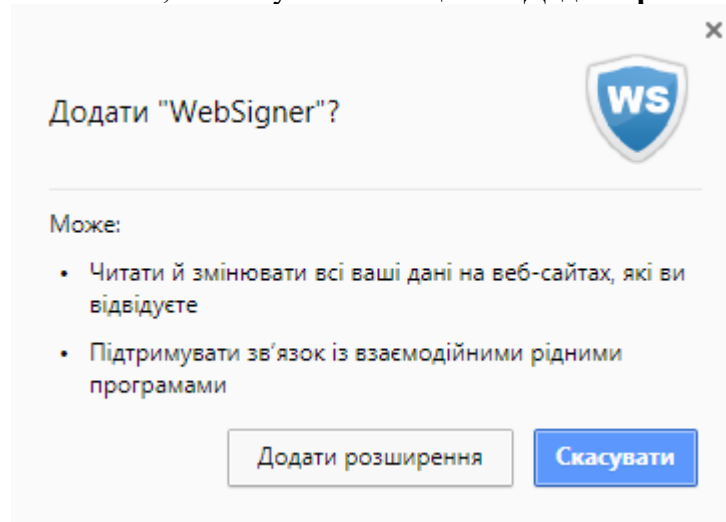 Додати "WebSigner"?
WS
Може:
• Читати й змінювати всі ваші дані на веб-сайтах, які ви
відвідуєте
• Підтримувати зв’язок із взаємодійними рідними
програмами
Додати розширення
Скасувати